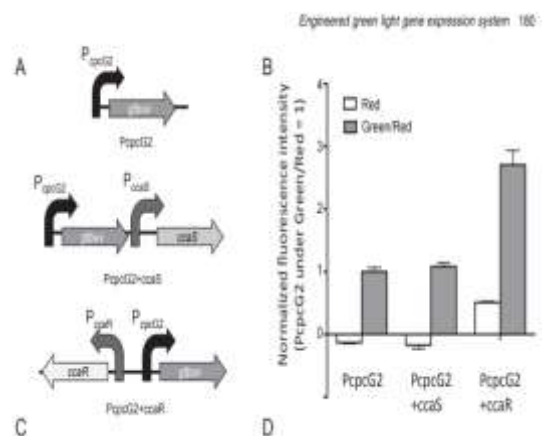 Engineered green light gene expression system 180
A
PcpcG2
PcpcG2
PcpcG2
PccaS
ccaS
PcpcG2+ccaS
PccaR
PcpcG2
ccaR
PcpcG2+ccaR
C
B
Normalized fluorescence intensity
(PcpcG2 under Green/Red = 1)
4
3
2
1
0
Red
Green/Red
PcpcG2
PcpcG2
+ccaS
PcpcG2
+ccaR
D